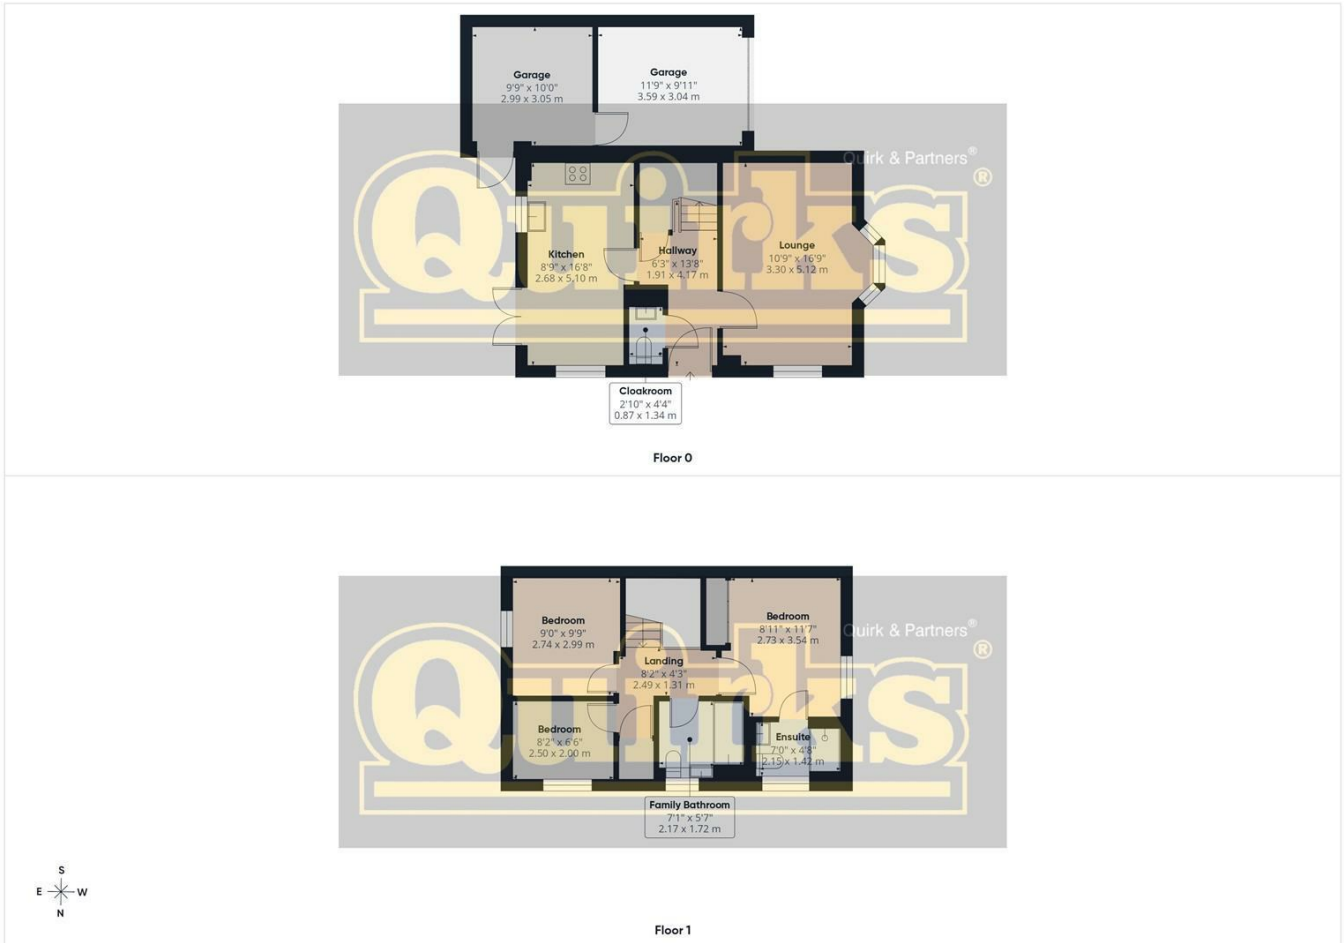 Garage
9'9" x 10'0"
2.99 x 3.05 m
Garage
11'9" x 9'11"
3.59 x 3.04 m
Quirk & Partners®
Quirks®
Kitchen
8'9" x 16'8"
2.68 x 5.10 m
Hallway
6'3" x 13'8"
1.91 x 4.17 m
Lounge
10'9" x 16'9"
3.30 x 5.12 m
Cloakroom
2'10" x 4'4"
0.87 x 1.34 m
Floor 0
Bedroom
9'0" x 9'9"
2.74 x 2.99 m
Bedroom
8'11" x 11'7"
2.73 x 3.54 m
Quirk & Partners®
Quirks®
Landing
8'2" x 4'3"
2.49 x 1.31 m
Bedroom
8'2" x 6'6"
2.50 x 2.00 m
Ensuite
7'0" x 4'8"
2.15 x 1.42 m
Family Bathroom
7'1" x 5'7"
2.17 x 1.72 m
S
E W
N
Floor 1